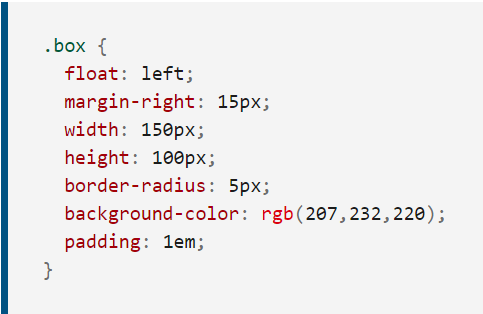 .box {
  float: left;
  margin-right: 15px;
  width: 150px;
  height: 100px;
  border-radius: 5px;
  background-color: rgb(207,232,220);
  padding: 1em;
}